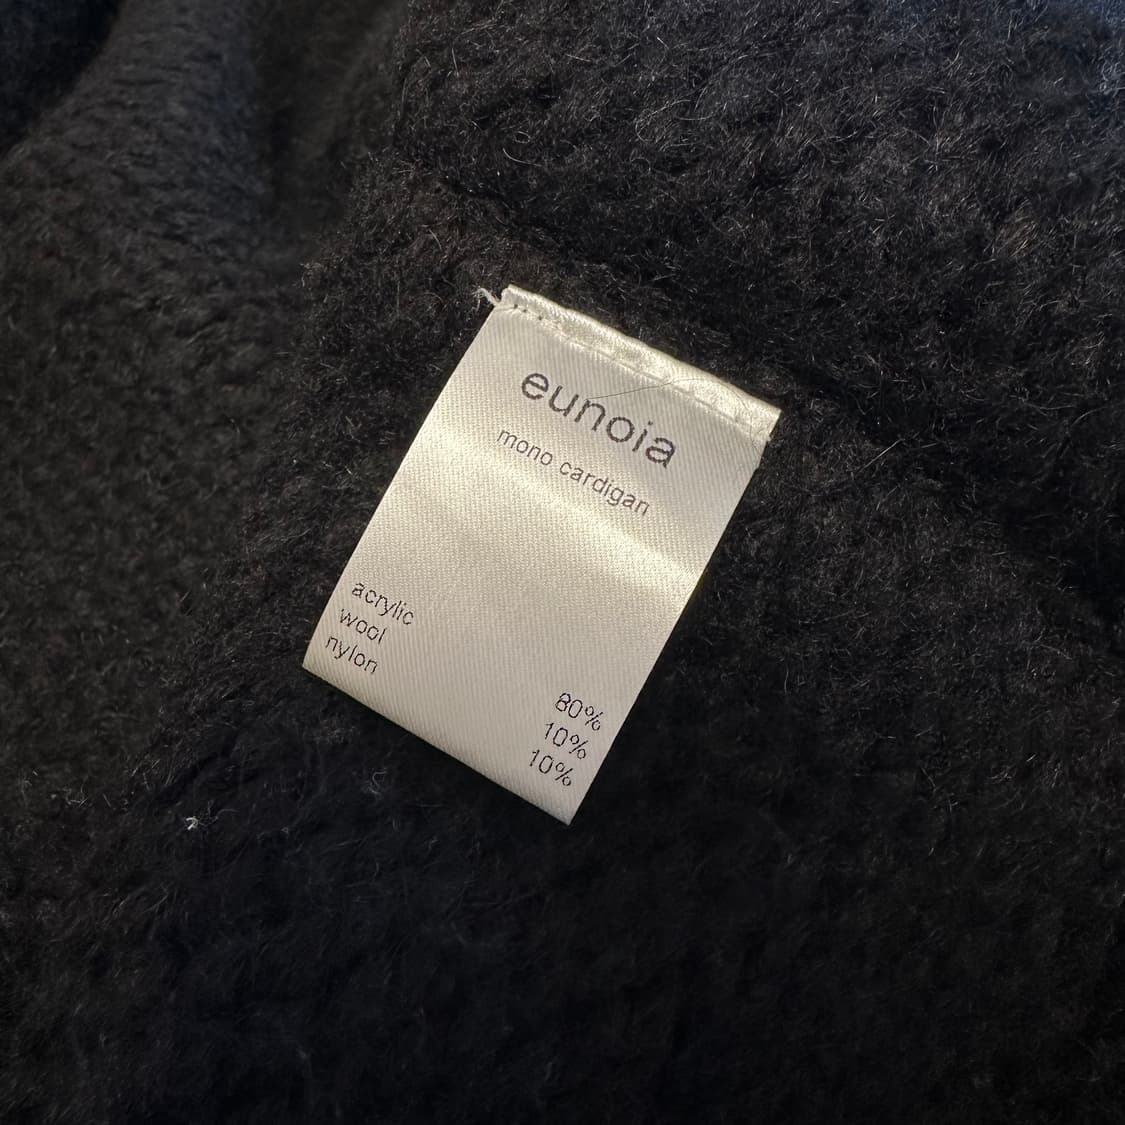 eunoia
mono cardigan
acrylic 80%
wool 10%
nylon 10%